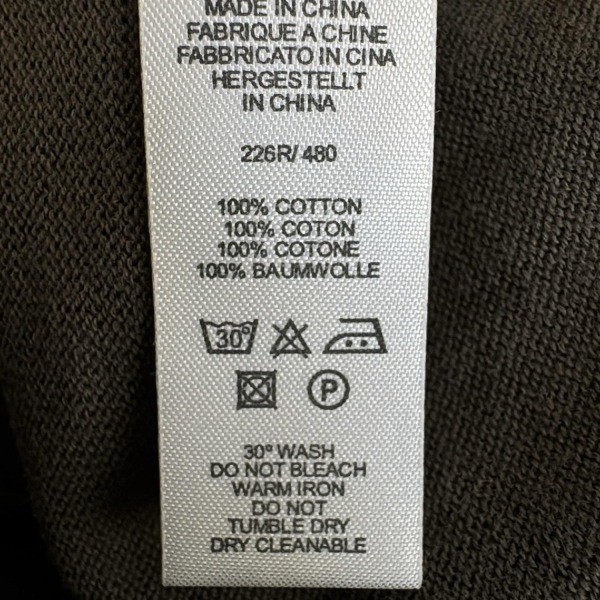 MADE IN CHINA
FABRIQUE A CHINE
FABBRICATO IN CINA
HERGESTELLT
IN CHINA
226R/ 480
100% COTTON
100% COTON
100% COTONE
100% BAUMWOLLE
30°
P
30° WASH
DO NOT BLEACH
WARM IRON
DO NOT
TUMBLE DRY
DRY CLEANABLE